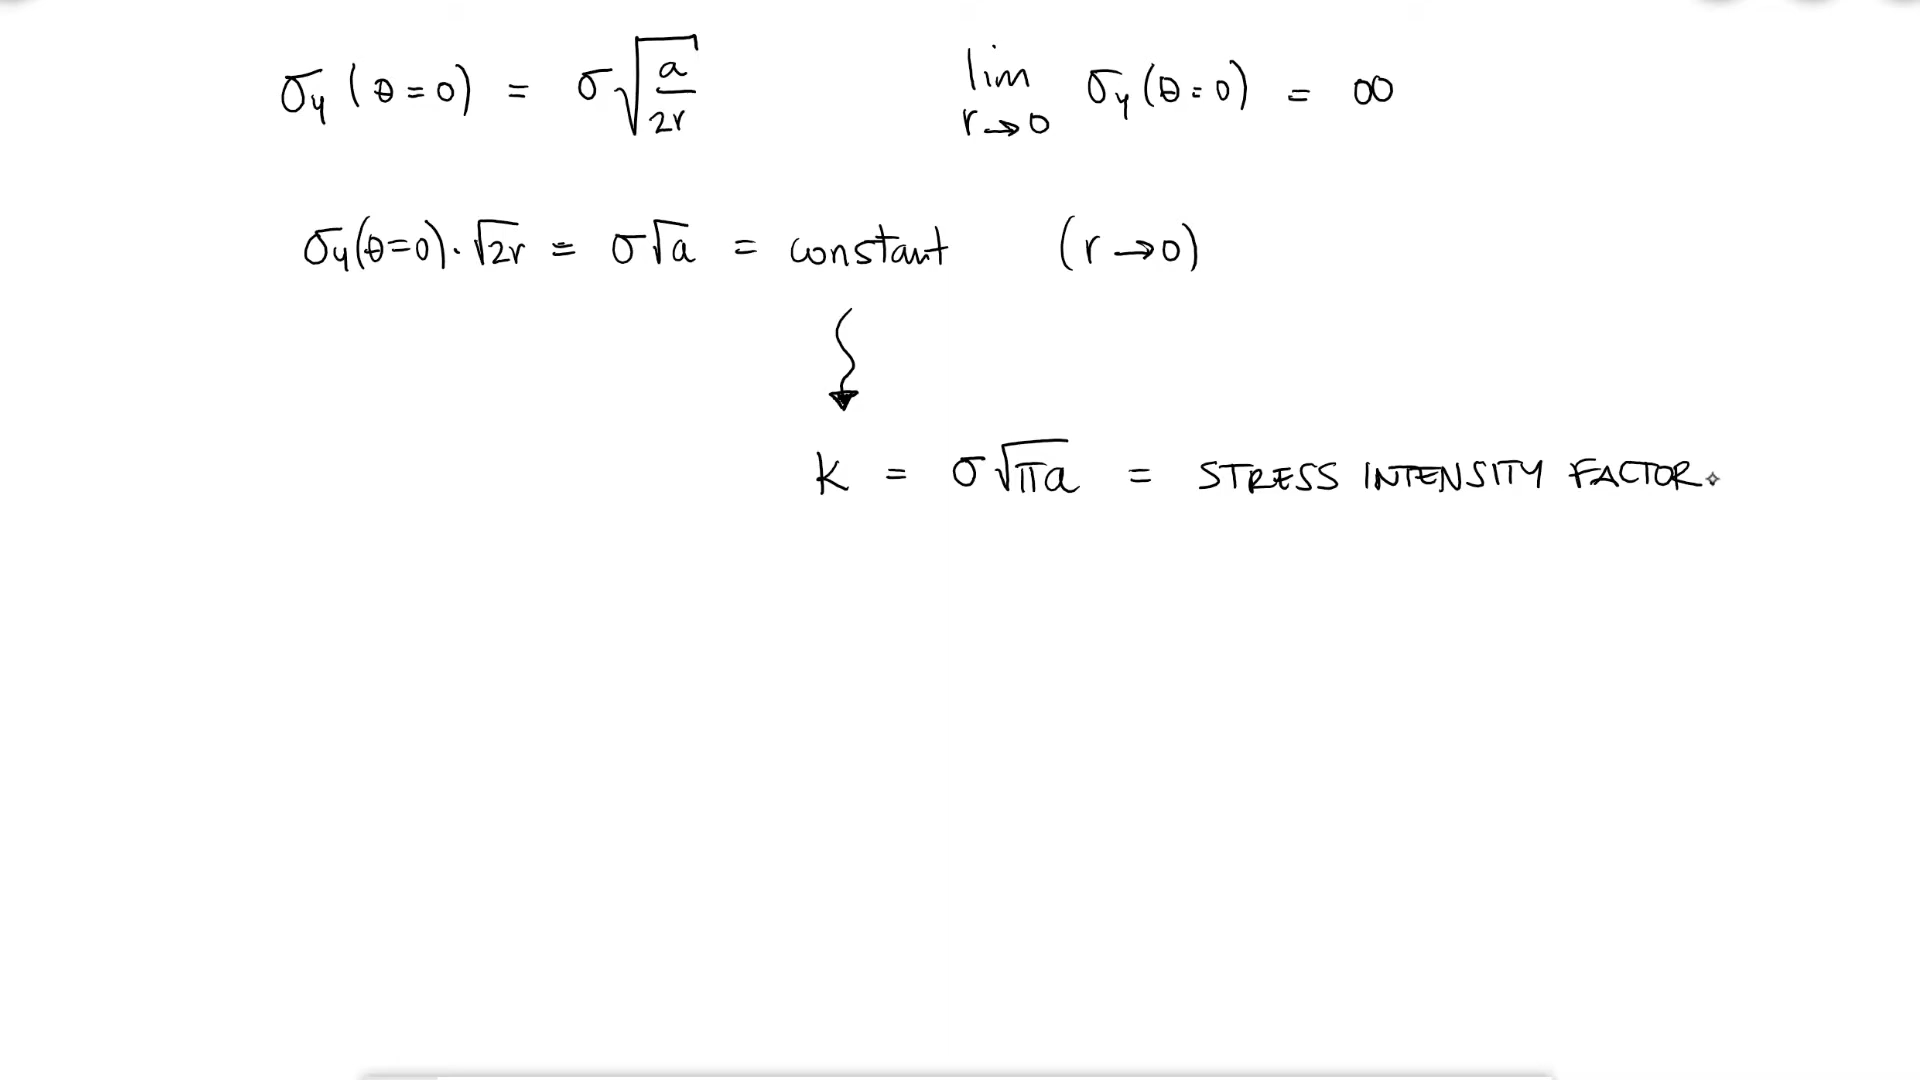 σy (θ=0) = σ√(a/2r) lim r→0 σy (θ=0) = ∞
σy(θ=0)·√2r = σ√a = constant (r→0)
K = σ√πa = STRESS INTENSITY FACTOR